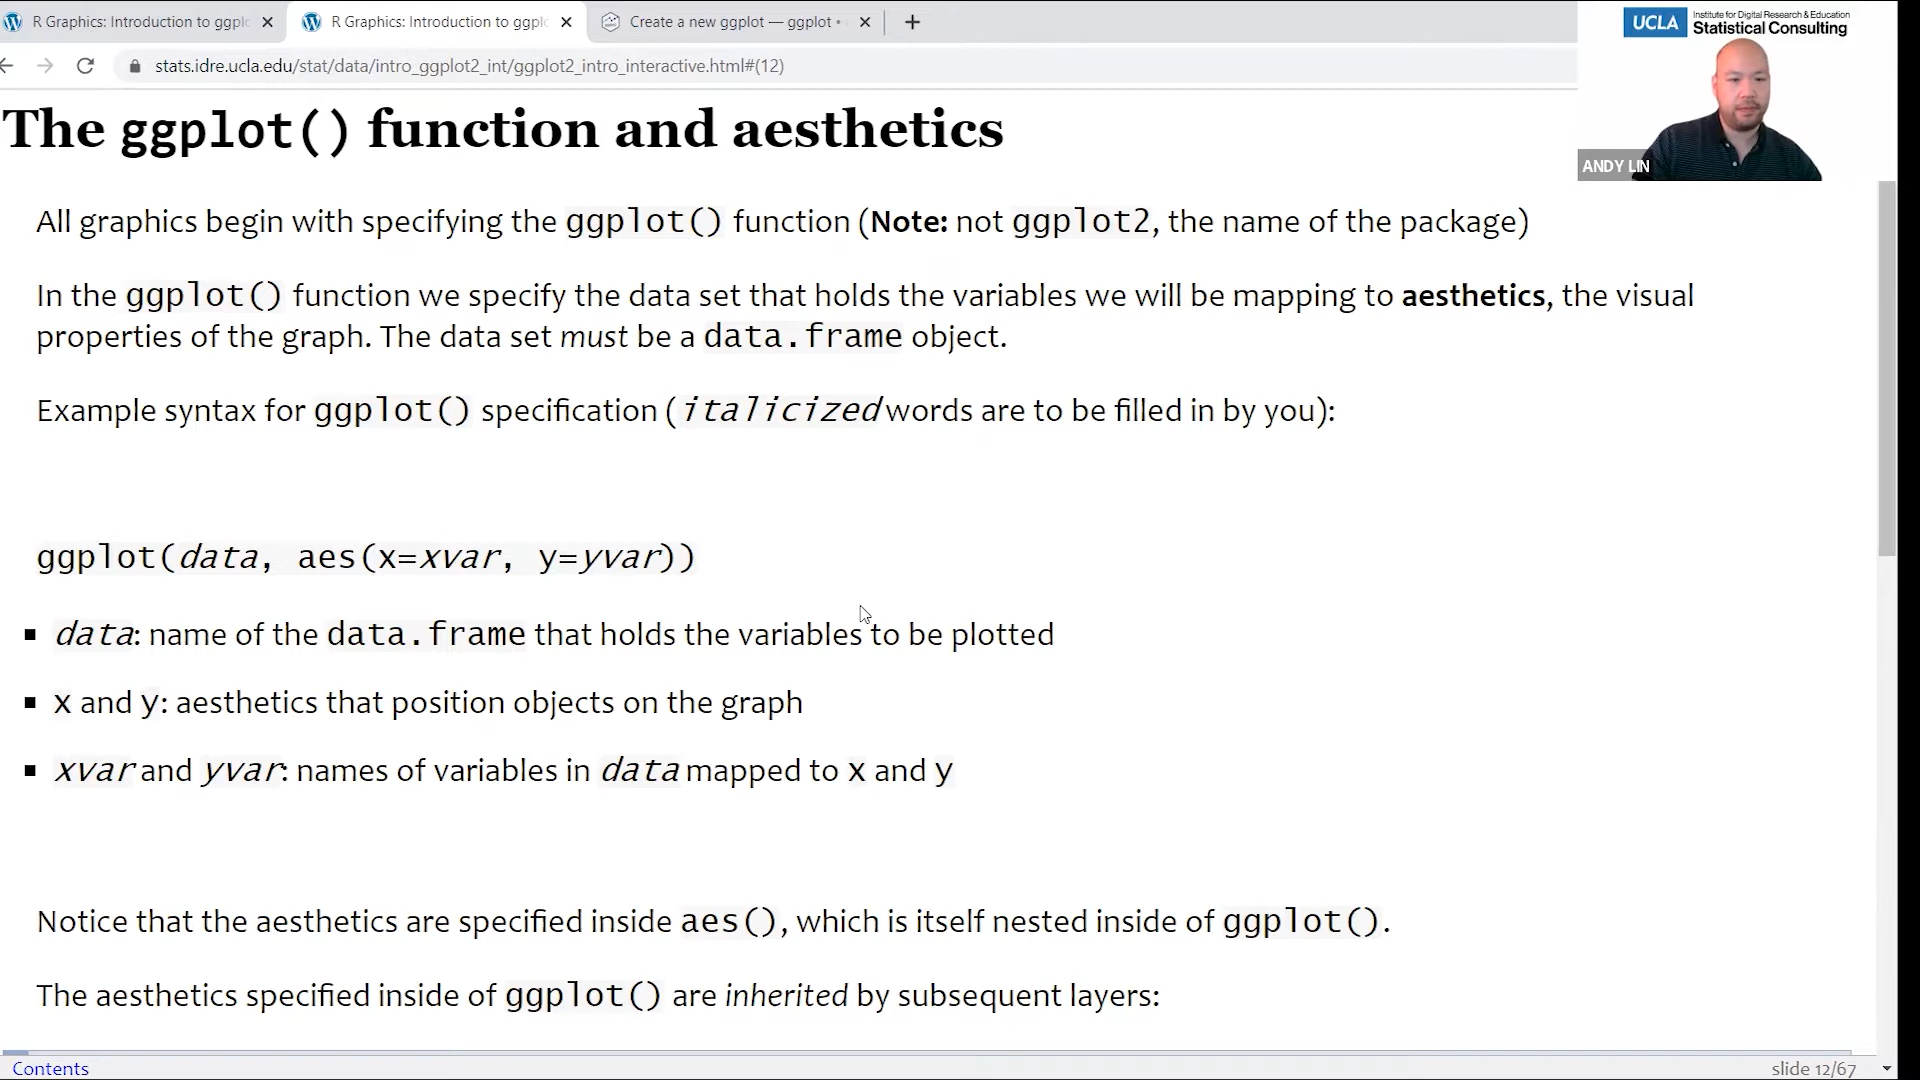 R Graphics: Introduction to ggplo
R Graphics: Introduction to ggplo
Create a new ggplot — ggplot •
UCLA Institute for Digital Research & Education
Statistical Consulting
stats.idre.ucla.edu/stat/data/intro_ggplot2_int/ggplot2_intro_interactive.html#(12)
ANDY LIN
The ggplot() function and aesthetics
All graphics begin with specifying the ggplot() function (Note: not ggplot2, the name of the package)
In the ggplot() function we specify the data set that holds the variables we will be mapping to aesthetics, the visual
properties of the graph. The data set must be a data.frame object.
Example syntax for ggplot() specification (italicized words are to be filled in by you):
ggplot(data, aes(x=xvar, y=yvar))
▪ data: name of the data.frame that holds the variables to be plotted
▪ x and y: aesthetics that position objects on the graph
▪ xvar and yvar: names of variables in data mapped to x and y
Notice that the aesthetics are specified inside aes(), which is itself nested inside of ggplot().
The aesthetics specified inside of ggplot() are inherited by subsequent layers:
Contents
slide 12/67